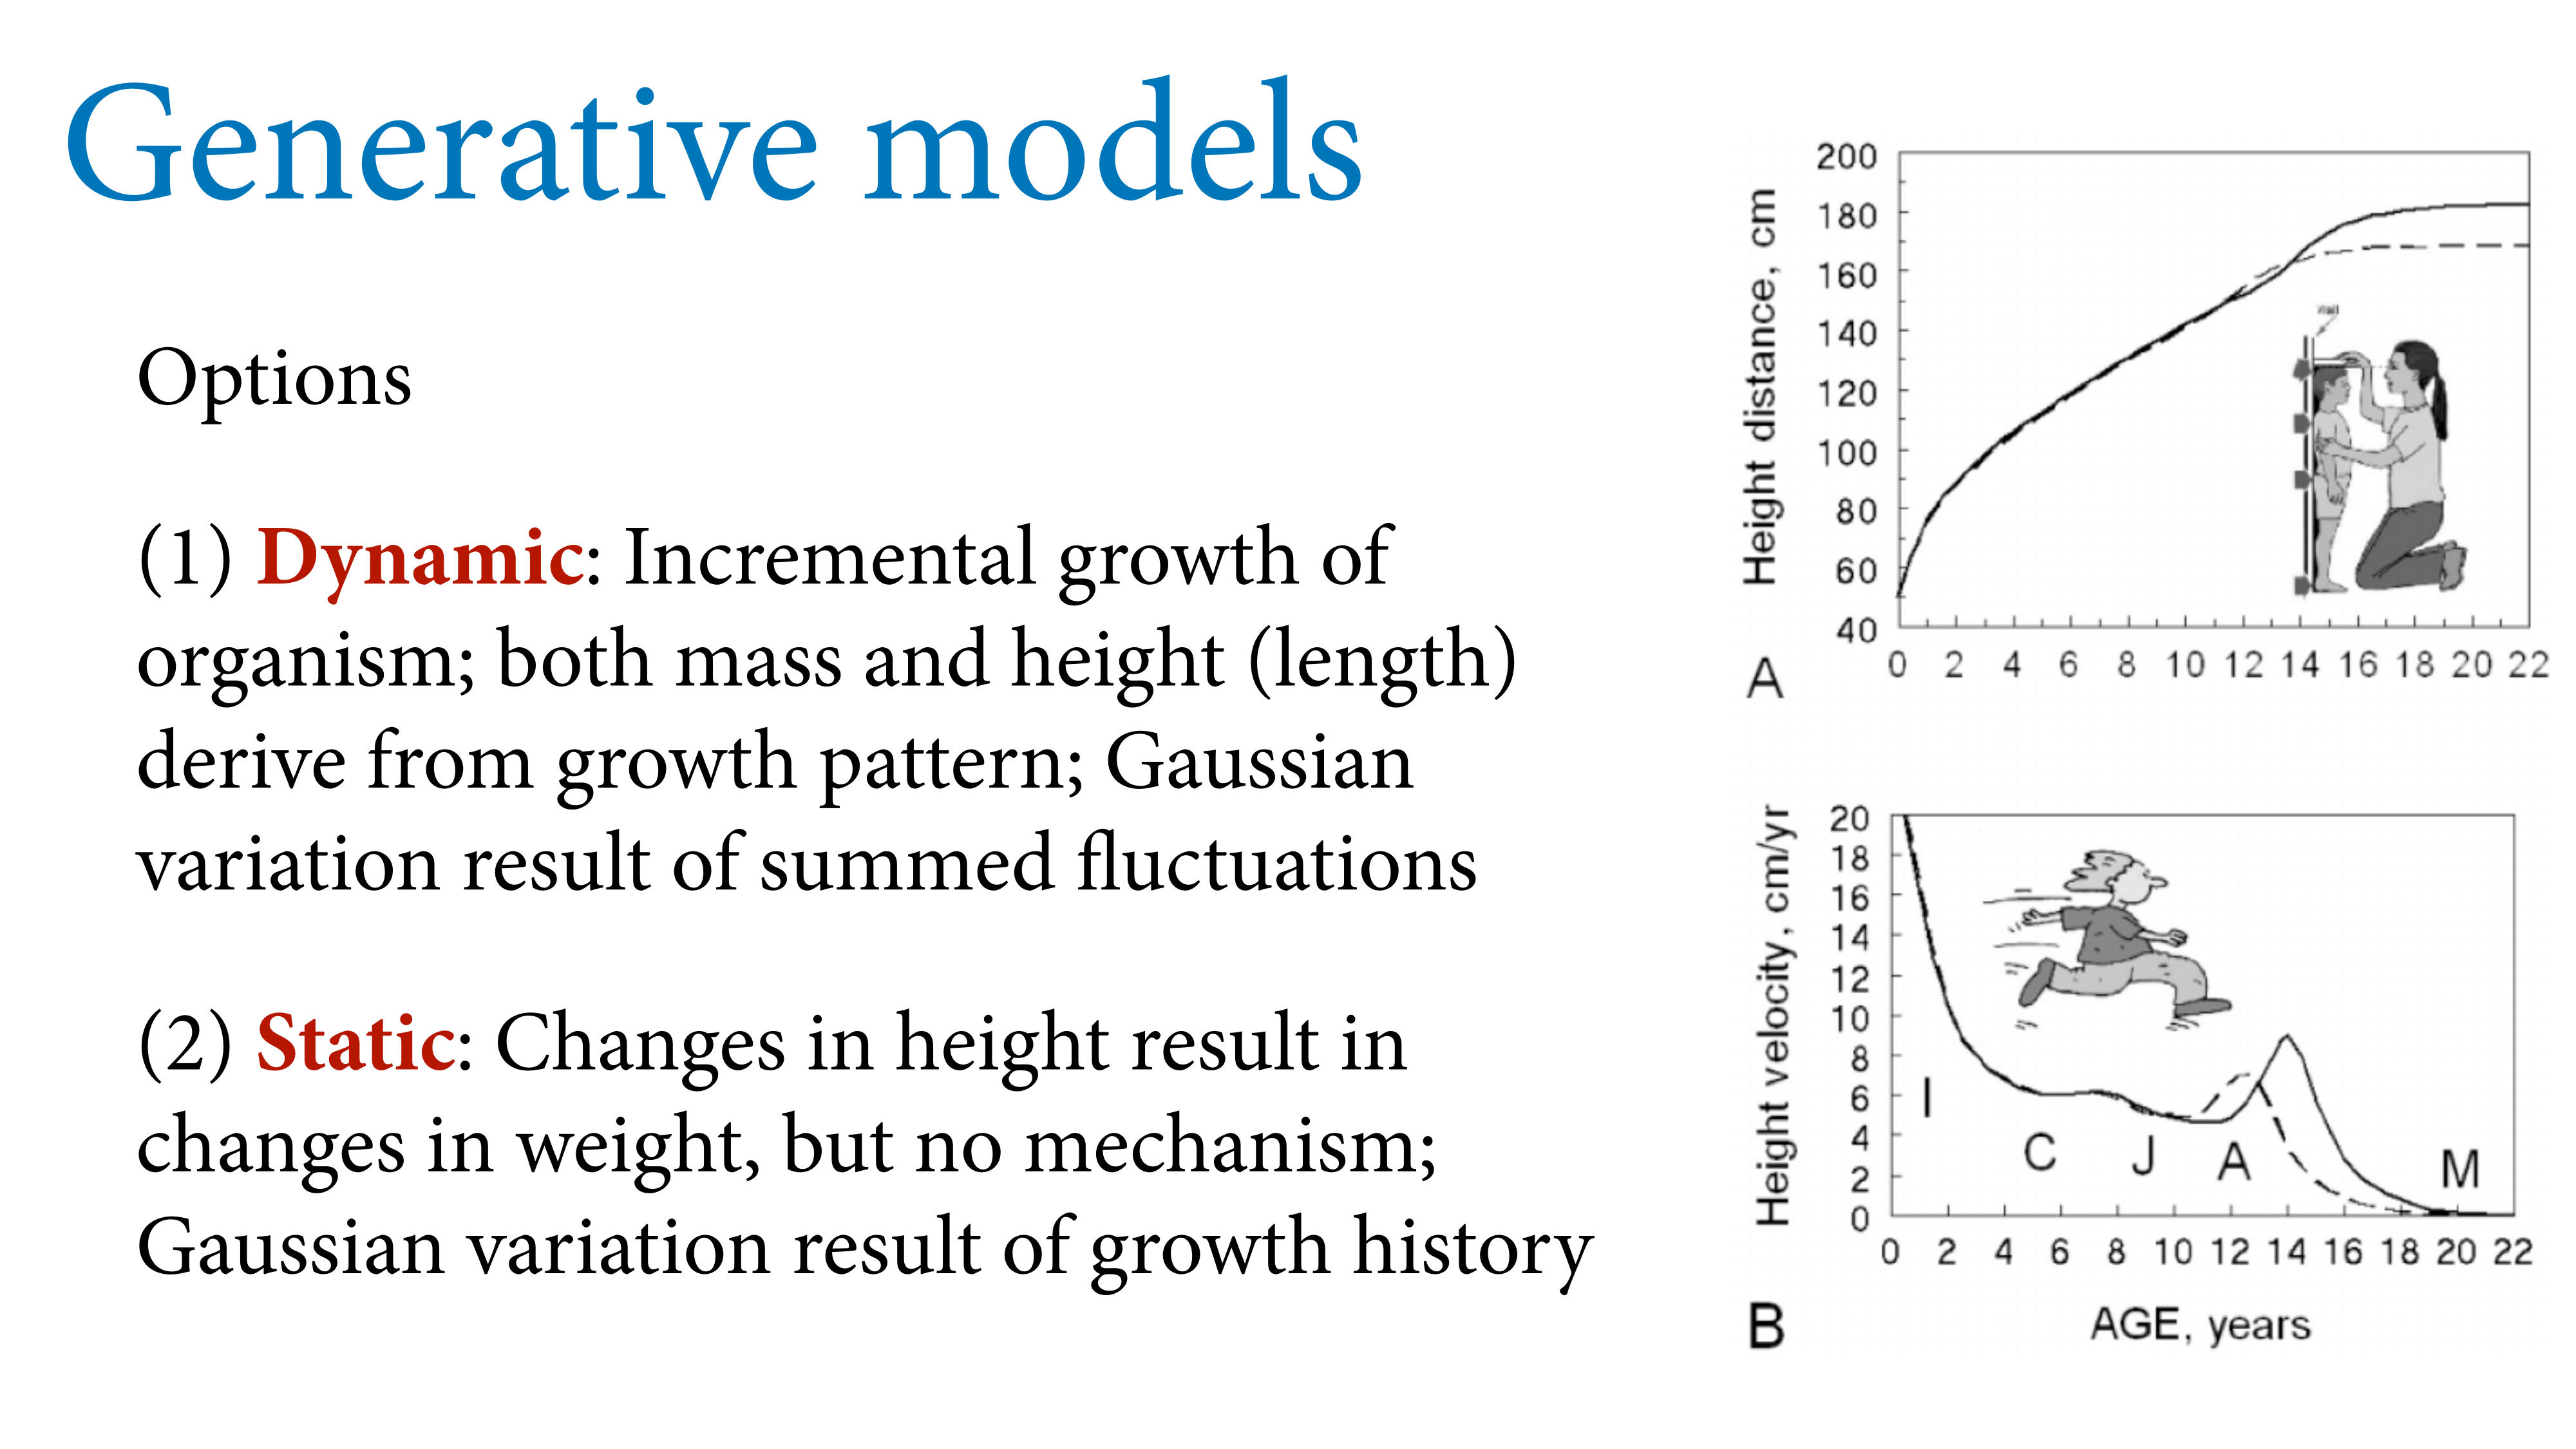 Generative models
Options
(1) Dynamic: Incremental growth of
organism; both mass and height (length)
derive from growth pattern; Gaussian
variation result of summed fluctuations
(2) Static: Changes in height result in
changes in weight, but no mechanism;
Gaussian variation result of growth history
Height distance, cm
200
180
160
140
120
100
80
60
40
0 2 4 6 8 10 12 14 16 18 20 22
Wall
A
Height velocity, cm/yr
20
18
16
14
12
10
8
6
4
2
0
I C J A M
0 2 4 6 8 10 12 14 16 18 20 22
B
AGE, years